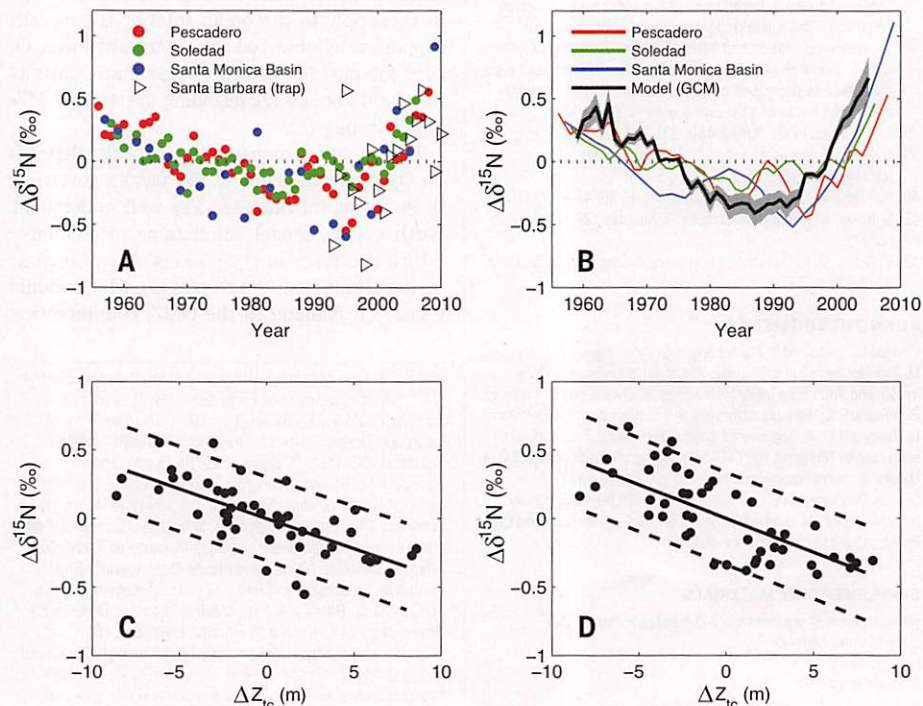 1
Pescadero
Soledad
Santa Monica Basin
Santa Barbara (trap)
0.5
0
−0.5
−1
Δδ¹⁵N (‰)
A
1960 1970 1980 1990 2000 2010
Year
1
Pescadero
Soledad
Santa Monica Basin
Model (GCM)
0.5
0
−0.5
−1
Δδ¹⁵N (‰)
B
1960 1970 1980 1990 2000 2010
Year
1
0.5
0
−0.5
−1
Δδ¹⁵N (‰)
C
−10 −5 0 5 10
ΔZtc (m)
1
0.5
0
−0.5
−1
Δδ¹⁵N (‰)
D
−10 −5 0 5 10
ΔZtc (m)